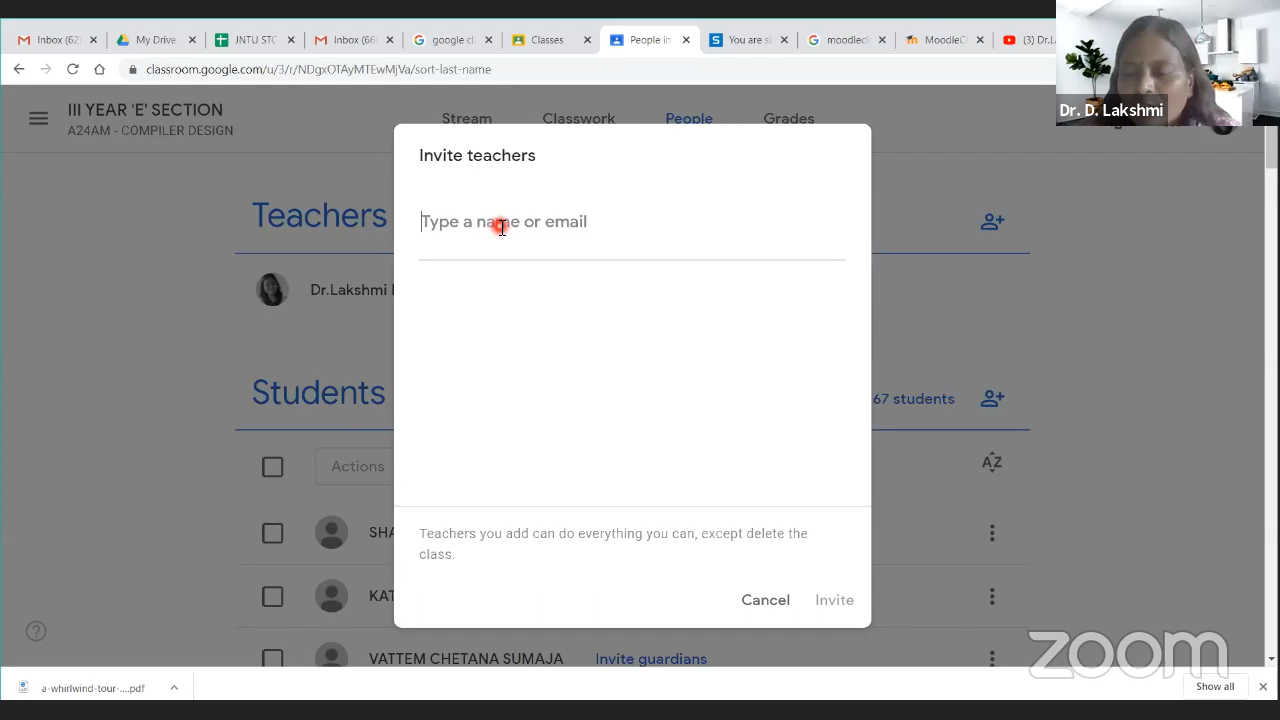 Inbox (62)
My Drive
JNTU STC
Inbox (666
google cl
Classes
People in
You are si
moodlecl
MoodleCl
(3) Dr.L
classroom.google.com/u/3/r/NDgxOTAyMTEwMjVa/sort-last-name
Dr. D. Lakshmi
III YEAR 'E' SECTION
A24AM - COMPILER DESIGN
Stream
Classwork
People
Grades
Invite teachers
Teachers
Type a name or email
Dr.Lakshmi
Students
67 students
Actions
AZ
SHA
Teachers you add can do everything you can, except delete the
class.
KAT
Cancel
Invite
VATTEM CHETANA SUMAJA
Invite guardians
zoom
a-whirlwind-tour-....pdf
Show all